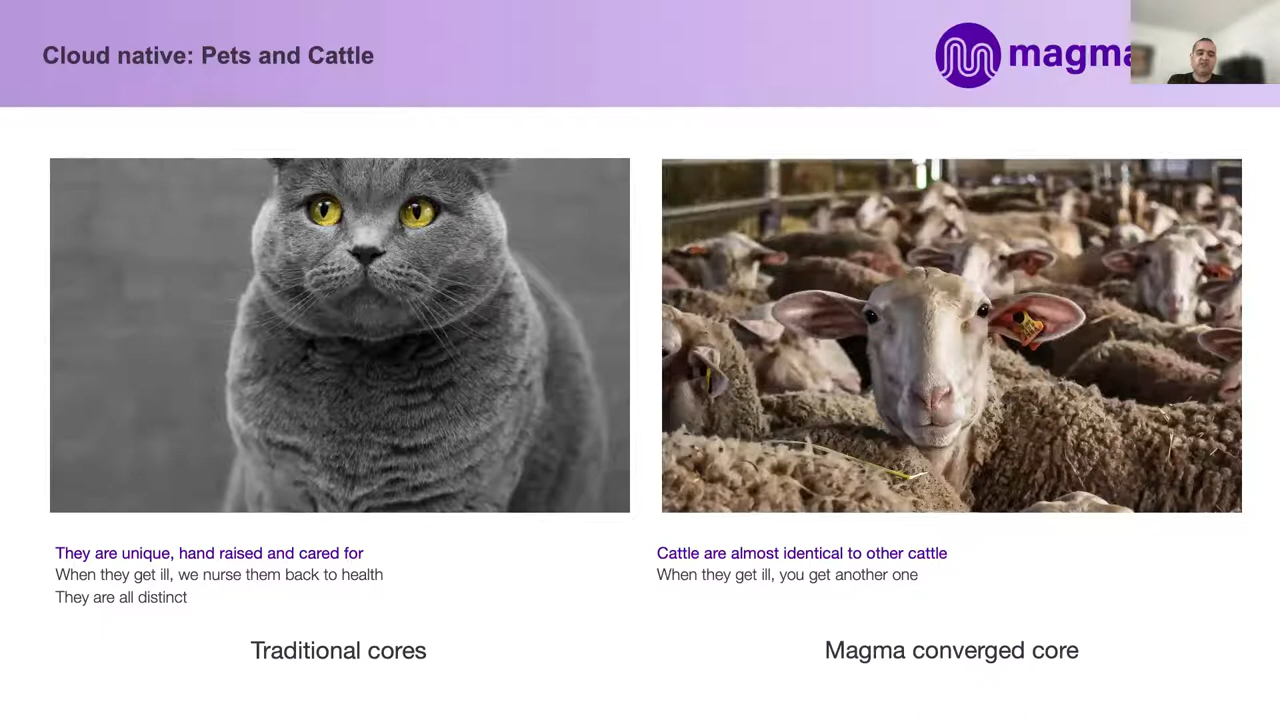 Cloud native: Pets and Cattle
magma
They are unique, hand raised and cared for
When they get ill, we nurse them back to health
They are all distinct
Traditional cores
Cattle are almost identical to other cattle
When they get ill, you get another one
Magma converged core